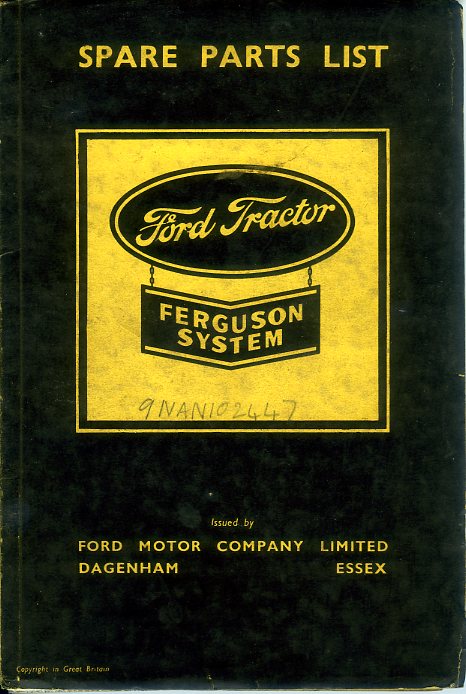 SPARE PARTS LIST
Ford Tractor
FERGUSON
SYSTEM
9NAN102447
Issued by
FORD MOTOR COMPANY LIMITED
DAGENHAM ESSEX
Copyright in Great Britain